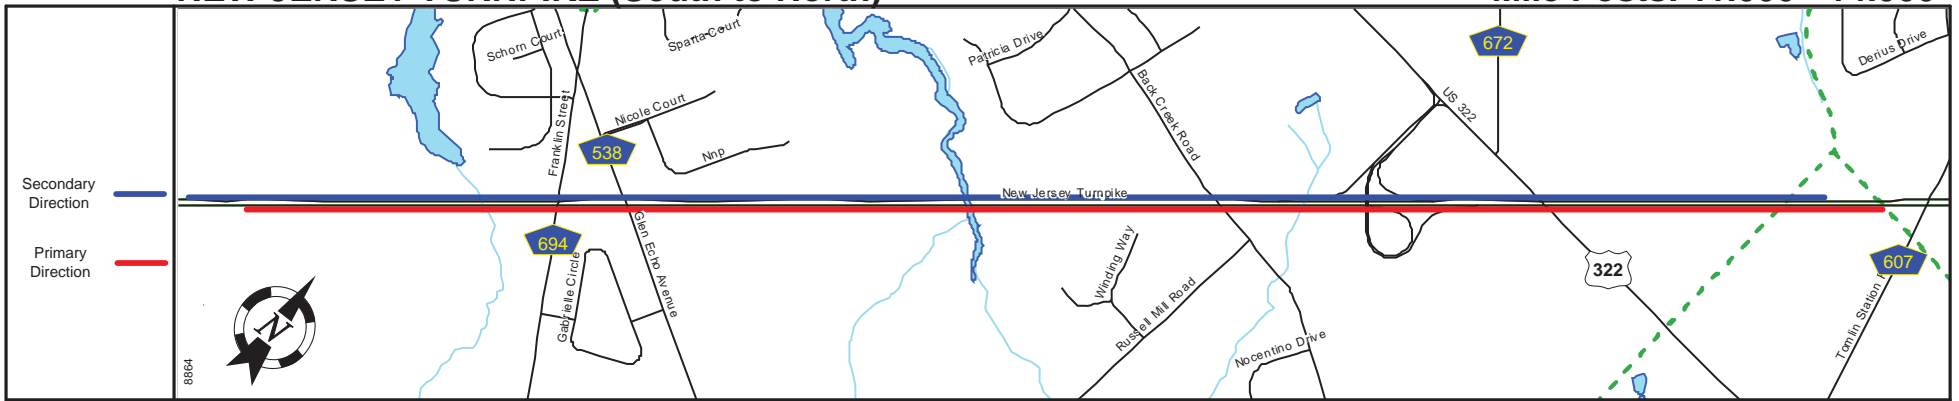 Schorn Court
Sparta Court
Patricia Drive
672
Derius Drive
Franklin Street
Nicole Court
Back Creek Road
US 322
538
Nnp
Secondary
Direction
New Jersey Turnpike
694
Glen Echo Avenue
Primary
Direction
Gabrielle Circle
Winding Way
Russell Mill Road
322
607
N
Nocentino Drive
Tomlin Station
8864